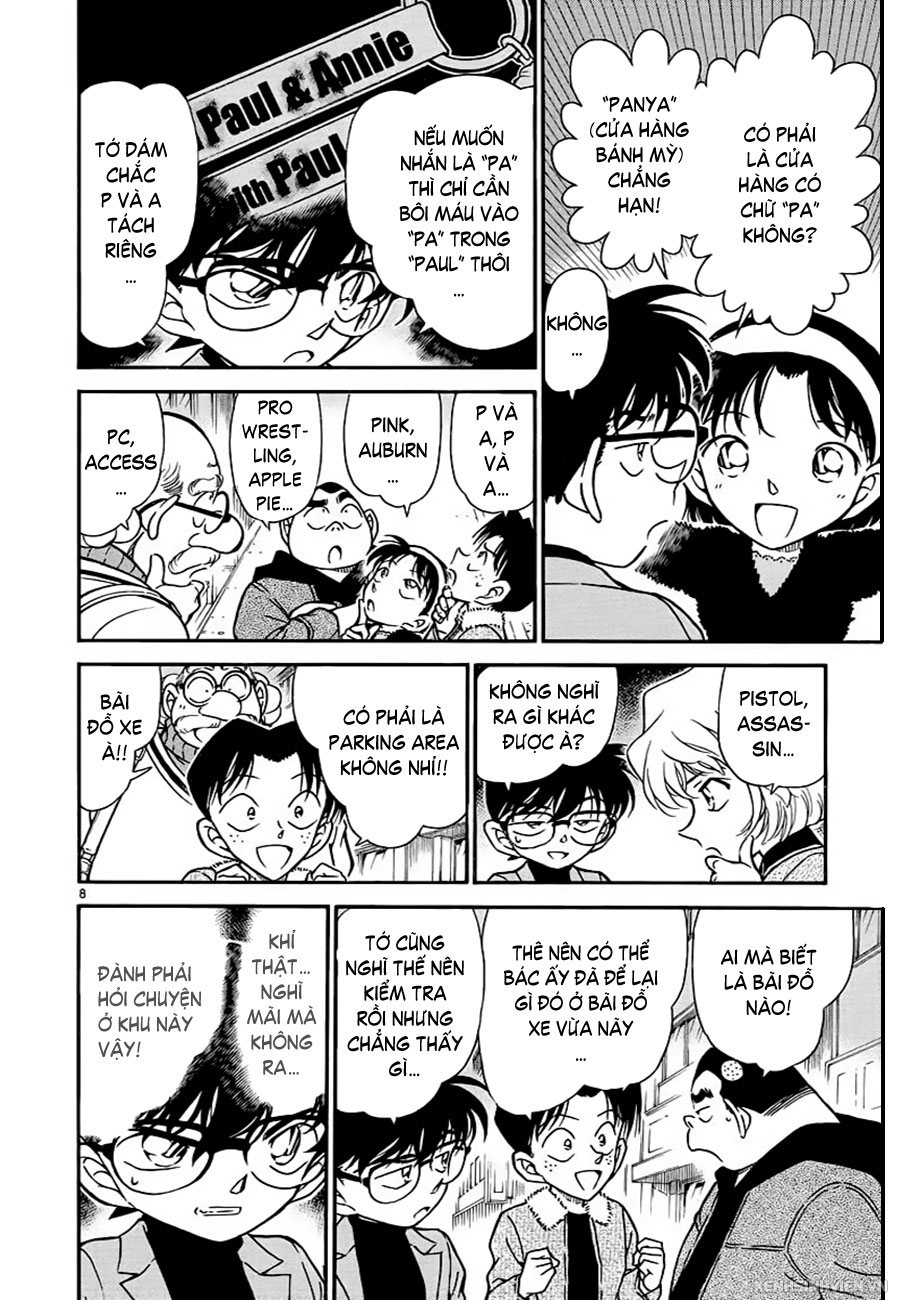 CÓ PHẢI
LÀ CỬA
HÀNG CÓ
CHỮ "PA"
KHÔNG?
"PANYA"
(CỬA HÀNG
BÁNH MỲ)
CHẲNG
HẠN!
KHÔNG
...
Paul & Annie
with Paul
NẾU MUỐN
NHẮN LÀ "PA"
THÌ CHỈ CẦN
BÔI MÁU VÀO
"PA" TRONG
"PAUL" THÔI
...
TỚ DÁM
CHẮC
P VÀ A
TÁCH
RIÊNG
...
P VÀ
A, P
VÀ
A...
PINK,
AUBURN
...
PRO
WREST-
LING,
APPLE
PIE...
PC,
ACCESS
...
PISTOL,
ASSAS-
SIN...
KHÔNG NGHĨ
RA GÌ KHÁC
ĐƯỢC À?
CÓ PHẢI LÀ
PARKING AREA
KHÔNG NHỈ!!
BÃI
ĐỖ XE
À!!
8
AI MÀ BIẾT
LÀ BÃI ĐỖ
NÀO!
THÊ NÊN CÓ THỂ
BÁC ẤY ĐÃ ĐỂ LẠI
GÌ ĐÓ Ở BÃI ĐỖ
XE VỪA NÃY
...
TỚ CŨNG
NGHĨ THẾ NÊN
KIỂM TRA
RỒI NHƯNG
CHẲNG THẤY
GÌ...
KHỈ
THẬT...
NGHĨ
MÃI MÀ
KHÔNG
RA...
ĐÀNH PHẢI
HỎI CHUYỆN
Ở KHU NÀY
VẬY!